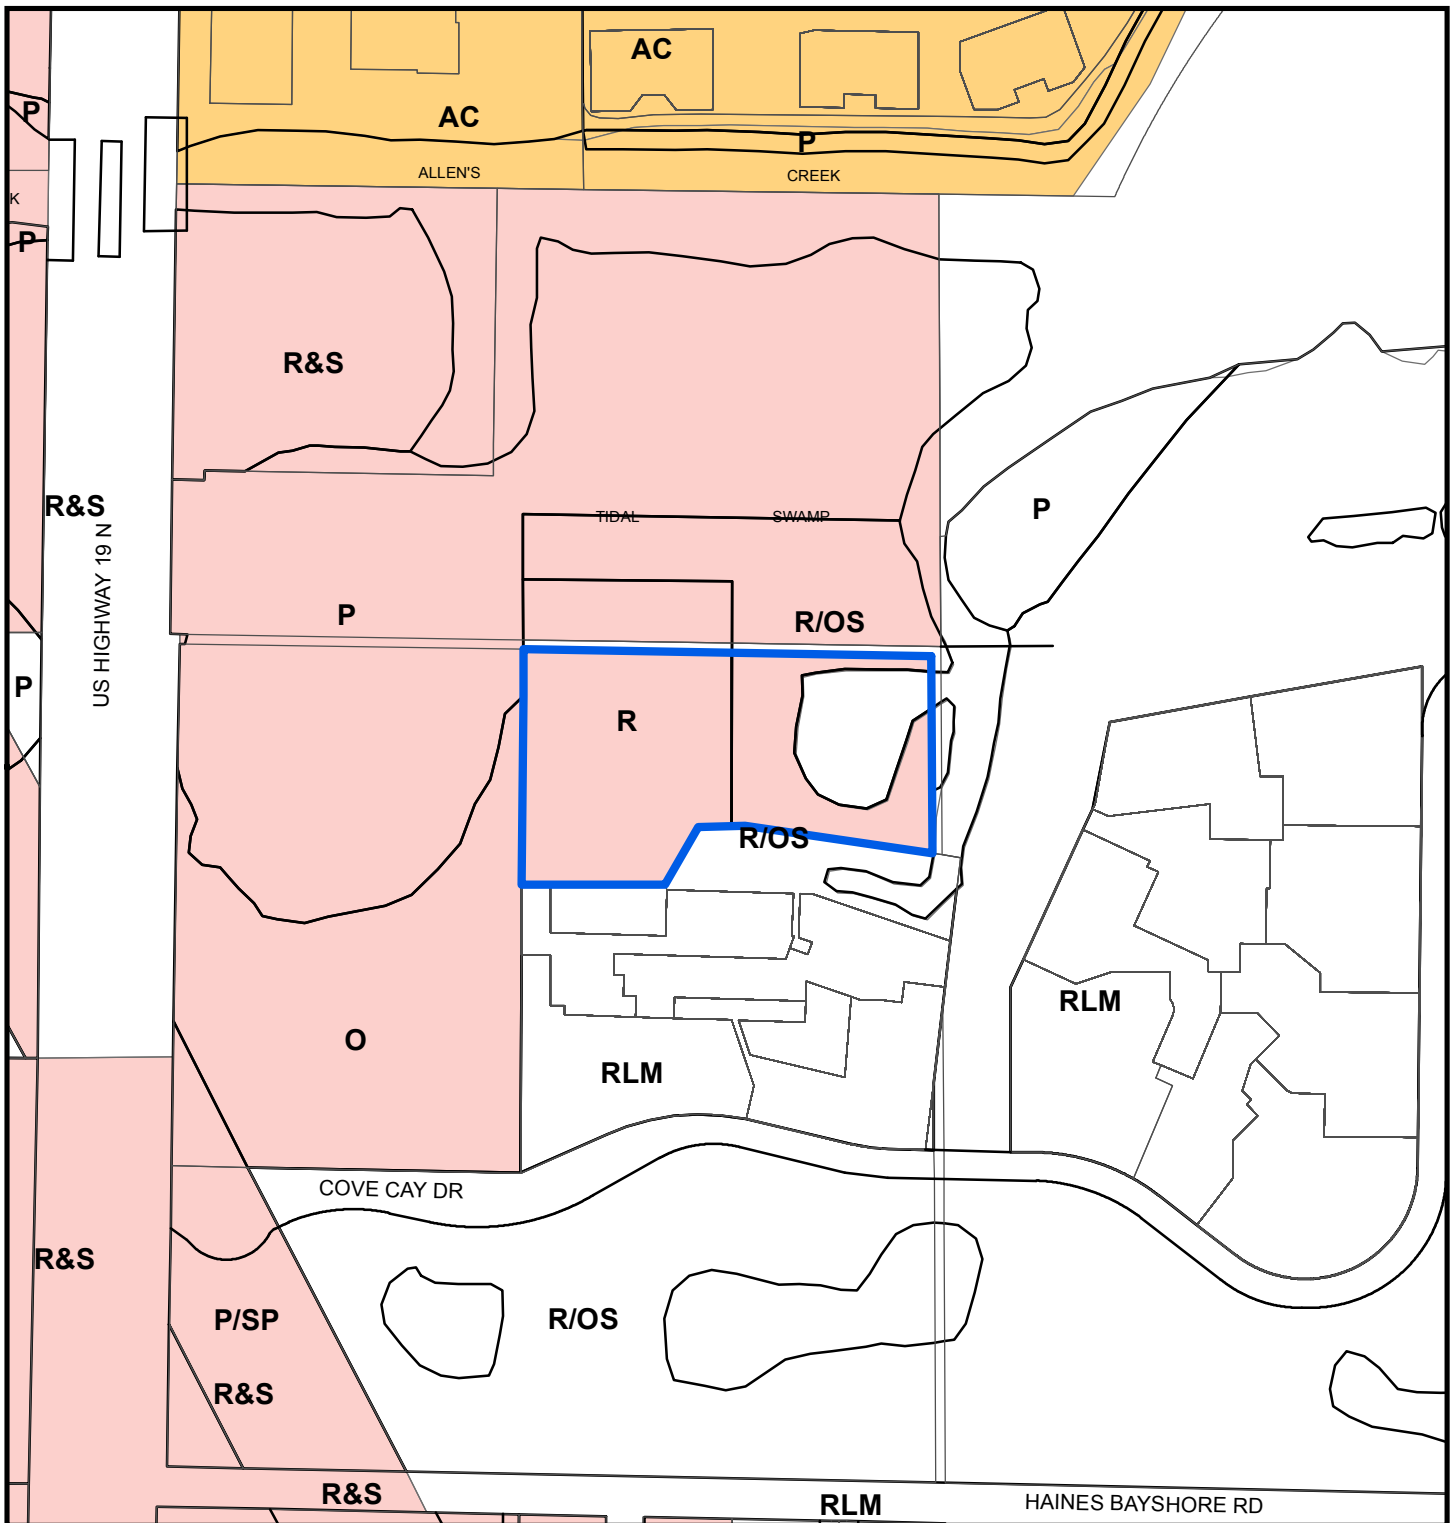 AC
P
AC
P
ALLEN'S
CREEK
K
P
R&S
R&S
P
TIDAL
SWAMP
US HIGHWAY 19 N
P
R/OS
P
R
R/OS
RLM
O
RLM
COVE CAY DR
R&S
P/SP
R/OS
R&S
R&S
RLM
HAINES BAYSHORE RD